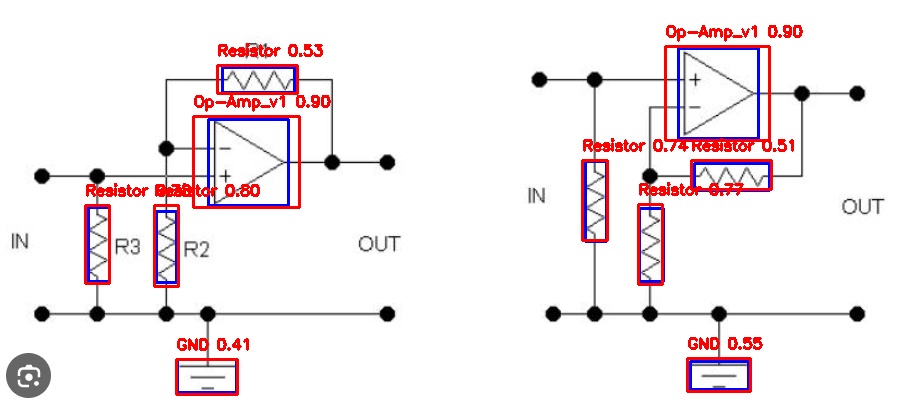 Resistor 0.53
Op-Amp_v1 0.90
Resistor 0.80
IN
R3
R2
OUT
GND 0.41
Op-Amp_v1 0.90
+
−
Resistor 0.74
Resistor 0.51
Resistor 0.77
IN
OUT
GND 0.55
−
+